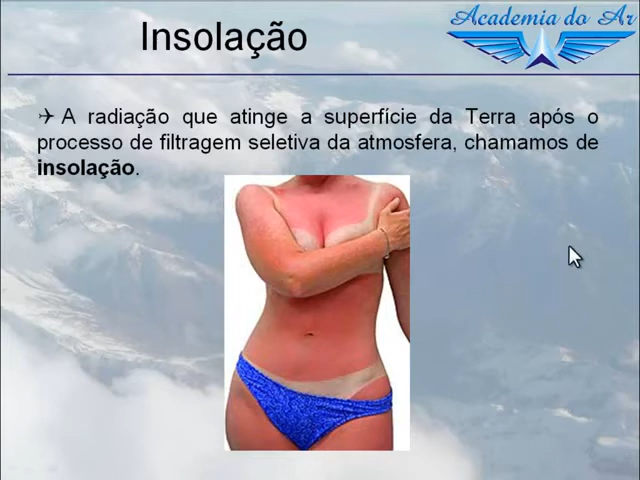 Insolação
Academia do Ar
A radiação que atinge a superfície da Terra após o
processo de filtragem seletiva da atmosfera, chamamos de
insolação.